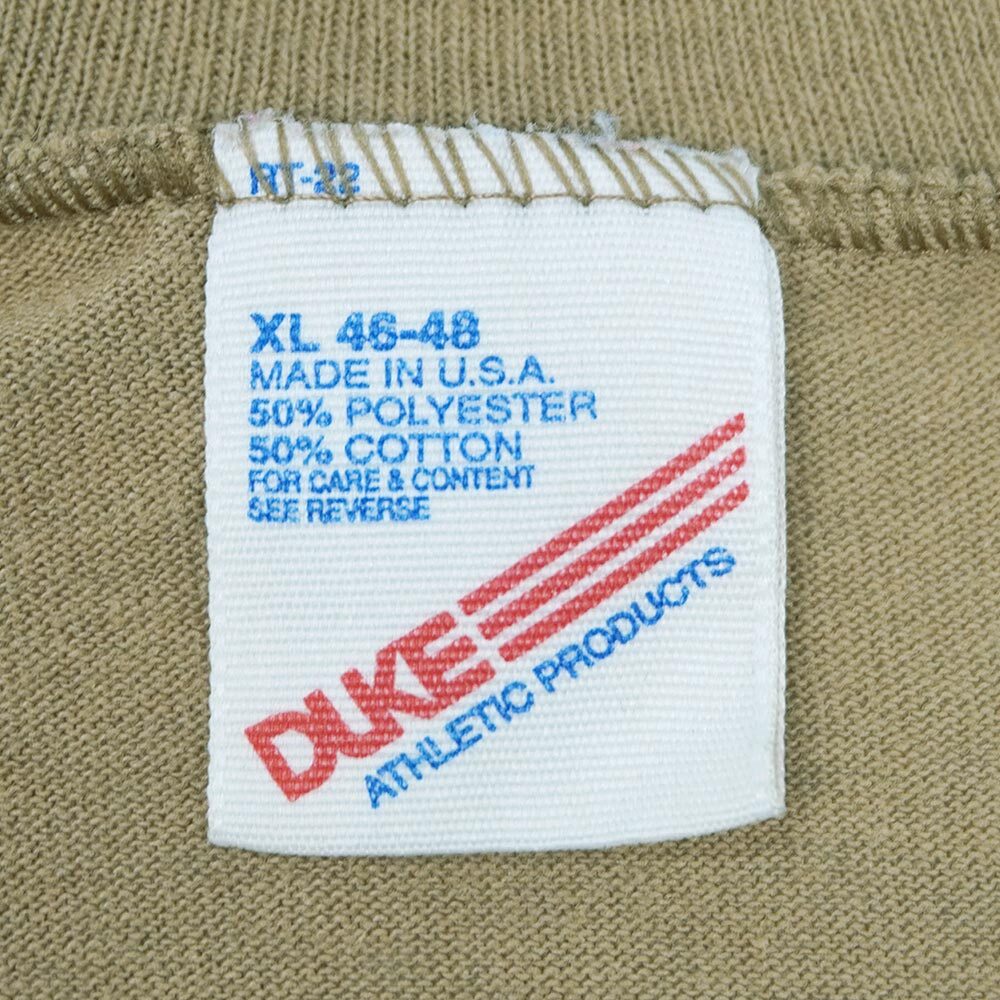 RT-22
XL 46-48
MADE IN U.S.A.
50% POLYESTER
50% COTTON
FOR CARE & CONTENT
SEE REVERSE
DUKE
ATHLETIC PRODUCTS